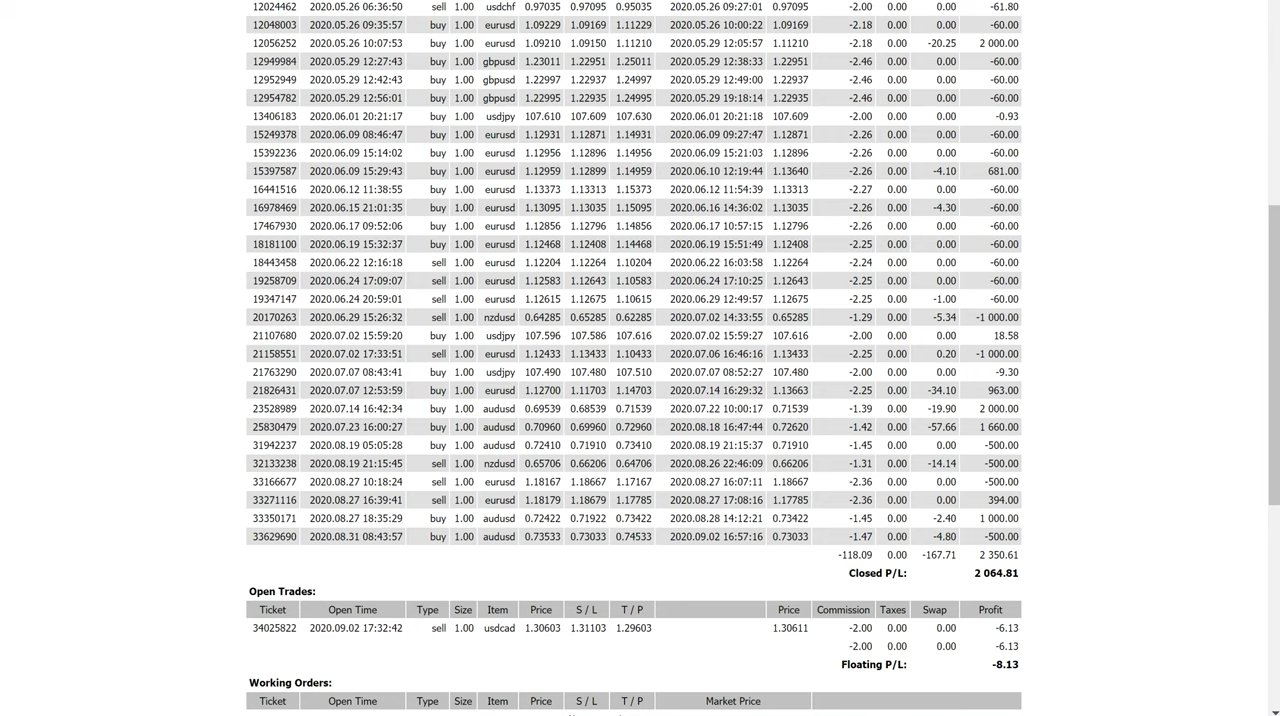 12024462 2020.05.26 06:36:50 sell 1.00 usdchf 0.97035 0.97095 0.95035 2020.05.26 09:27:01 0.97095 -2.00 0.00 0.00 -61.80
12048003 2020.05.26 09:35:57 buy 1.00 eurusd 1.09229 1.09169 1.11229 2020.05.26 10:00:22 1.09169 -2.18 0.00 0.00 -60.00
12056252 2020.05.26 10:07:53 buy 1.00 eurusd 1.09210 1.09150 1.11210 2020.05.29 12:05:57 1.11210 -2.18 0.00 -20.25 2 000.00
12949984 2020.05.29 12:27:43 buy 1.00 gbpusd 1.23011 1.22951 1.25011 2020.05.29 12:38:33 1.22951 -2.46 0.00 0.00 -60.00
12952949 2020.05.29 12:42:43 buy 1.00 gbpusd 1.22997 1.22937 1.24997 2020.05.29 12:49:00 1.22937 -2.46 0.00 0.00 -60.00
12954782 2020.05.29 12:56:01 buy 1.00 gbpusd 1.22995 1.22935 1.24995 2020.05.29 19:18:14 1.22935 -2.46 0.00 0.00 -60.00
13406183 2020.06.01 20:21:17 buy 1.00 usdjpy 107.610 107.609 107.630 2020.06.01 20:21:18 107.609 -2.00 0.00 0.00 -0.93
15249378 2020.06.09 08:46:47 buy 1.00 eurusd 1.12931 1.12871 1.14931 2020.06.09 09:27:47 1.12871 -2.26 0.00 0.00 -60.00
15392236 2020.06.09 15:14:02 buy 1.00 eurusd 1.12956 1.12896 1.14956 2020.06.09 15:21:03 1.12896 -2.26 0.00 0.00 -60.00
15397587 2020.06.09 15:29:43 buy 1.00 eurusd 1.12959 1.12899 1.14959 2020.06.10 12:19:44 1.13640 -2.26 0.00 -4.10 681.00
16441516 2020.06.12 11:38:55 buy 1.00 eurusd 1.13373 1.13313 1.15373 2020.06.12 11:54:39 1.13313 -2.27 0.00 0.00 -60.00
16978469 2020.06.15 21:01:35 buy 1.00 eurusd 1.13095 1.13035 1.15095 2020.06.16 14:36:02 1.13035 -2.26 0.00 -4.30 -60.00
17467930 2020.06.17 09:52:06 buy 1.00 eurusd 1.12856 1.12796 1.14856 2020.06.17 10:57:15 1.12796 -2.26 0.00 0.00 -60.00
18181100 2020.06.19 15:32:37 buy 1.00 eurusd 1.12468 1.12408 1.14468 2020.06.19 15:51:49 1.12408 -2.25 0.00 0.00 -60.00
18443458 2020.06.22 12:16:18 sell 1.00 eurusd 1.12204 1.12264 1.10204 2020.06.22 16:03:58 1.12264 -2.24 0.00 0.00 -60.00
19258709 2020.06.24 17:09:07 sell 1.00 eurusd 1.12583 1.12643 1.10583 2020.06.24 17:10:25 1.12643 -2.25 0.00 0.00 -60.00
19347147 2020.06.24 20:59:01 sell 1.00 eurusd 1.12615 1.12675 1.10615 2020.06.29 12:49:57 1.12675 -2.25 0.00 -1.00 -60.00
20170263 2020.06.29 15:26:32 sell 1.00 nzdusd 0.64285 0.65285 0.62285 2020.07.02 14:33:55 0.65285 -1.29 0.00 -5.34 -1 000.00
21107680 2020.07.02 15:59:20 buy 1.00 usdjpy 107.596 107.586 107.616 2020.07.02 15:59:27 107.616 -2.00 0.00 0.00 18.58
21158551 2020.07.02 17:33:51 sell 1.00 eurusd 1.12433 1.13433 1.10433 2020.07.06 16:46:16 1.13433 -2.25 0.00 0.20 -1 000.00
21763290 2020.07.07 08:43:41 buy 1.00 usdjpy 107.490 107.480 107.510 2020.07.07 08:52:27 107.480 -2.00 0.00 0.00 -9.30
21826431 2020.07.07 12:53:59 buy 1.00 eurusd 1.12700 1.11703 1.14703 2020.07.14 16:29:32 1.13663 -2.25 0.00 -34.10 963.00
23528989 2020.07.14 16:42:34 buy 1.00 audusd 0.69539 0.68539 0.71539 2020.07.22 10:00:17 0.71539 -1.39 0.00 -19.90 2 000.00
25830479 2020.07.23 16:00:27 buy 1.00 audusd 0.70960 0.69960 0.72960 2020.08.18 16:47:44 0.72620 -1.42 0.00 -57.66 1 660.00
31942237 2020.08.19 05:05:28 buy 1.00 audusd 0.72410 0.71910 0.73410 2020.08.19 21:15:37 0.71910 -1.45 0.00 0.00 -500.00
32133238 2020.08.19 21:15:45 sell 1.00 nzdusd 0.65706 0.66206 0.64706 2020.08.26 22:46:09 0.66206 -1.31 0.00 -14.14 -500.00
33166677 2020.08.27 10:18:24 sell 1.00 eurusd 1.18167 1.18667 1.17167 2020.08.27 16:07:11 1.18667 -2.36 0.00 0.00 -500.00
33271116 2020.08.27 16:39:41 sell 1.00 eurusd 1.18179 1.18679 1.17785 2020.08.27 17:08:16 1.17785 -2.36 0.00 0.00 394.00
33350171 2020.08.27 18:35:29 buy 1.00 audusd 0.72422 0.71922 0.73422 2020.08.28 14:12:21 0.73422 -1.45 0.00 -2.40 1 000.00
33629690 2020.08.31 08:43:57 buy 1.00 audusd 0.73533 0.73033 0.74533 2020.09.02 16:57:16 0.73033 -1.47 0.00 -4.80 -500.00
-118.09 0.00 -167.71 2 350.61
Closed P/L: 2 064.81
Open Trades:
Ticket Open Time Type Size Item Price S / L T / P Price Commission Taxes Swap Profit
34025822 2020.09.02 17:32:42 sell 1.00 usdcad 1.30603 1.31103 1.29603 1.30611 -2.00 0.00 0.00 -6.13
-2.00 0.00 0.00 -6.13
Floating P/L: -8.13
Working Orders:
Ticket Open Time Type Size Item Price S / L T / P Market Price